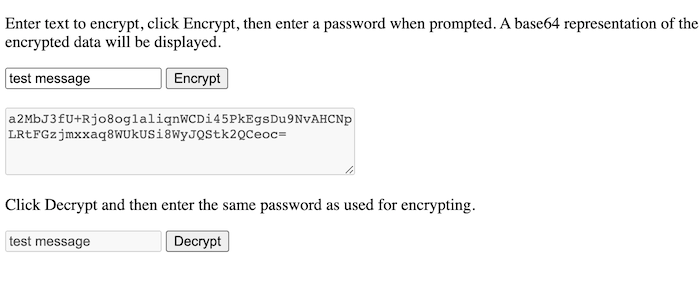 Enter text to encrypt, click Encrypt, then enter a password when prompted. A base64 representation of the
encrypted data will be displayed.
test message Encrypt
a2MbJ3fU+Rjo8oglaliqnWCDi45PkEgsDu9NvAHCNp
LRtFGzjmxxaq8WUkUSi8WyJQStk2QCeoc=
Click Decrypt and then enter the same password as used for encrypting.
test message Decrypt